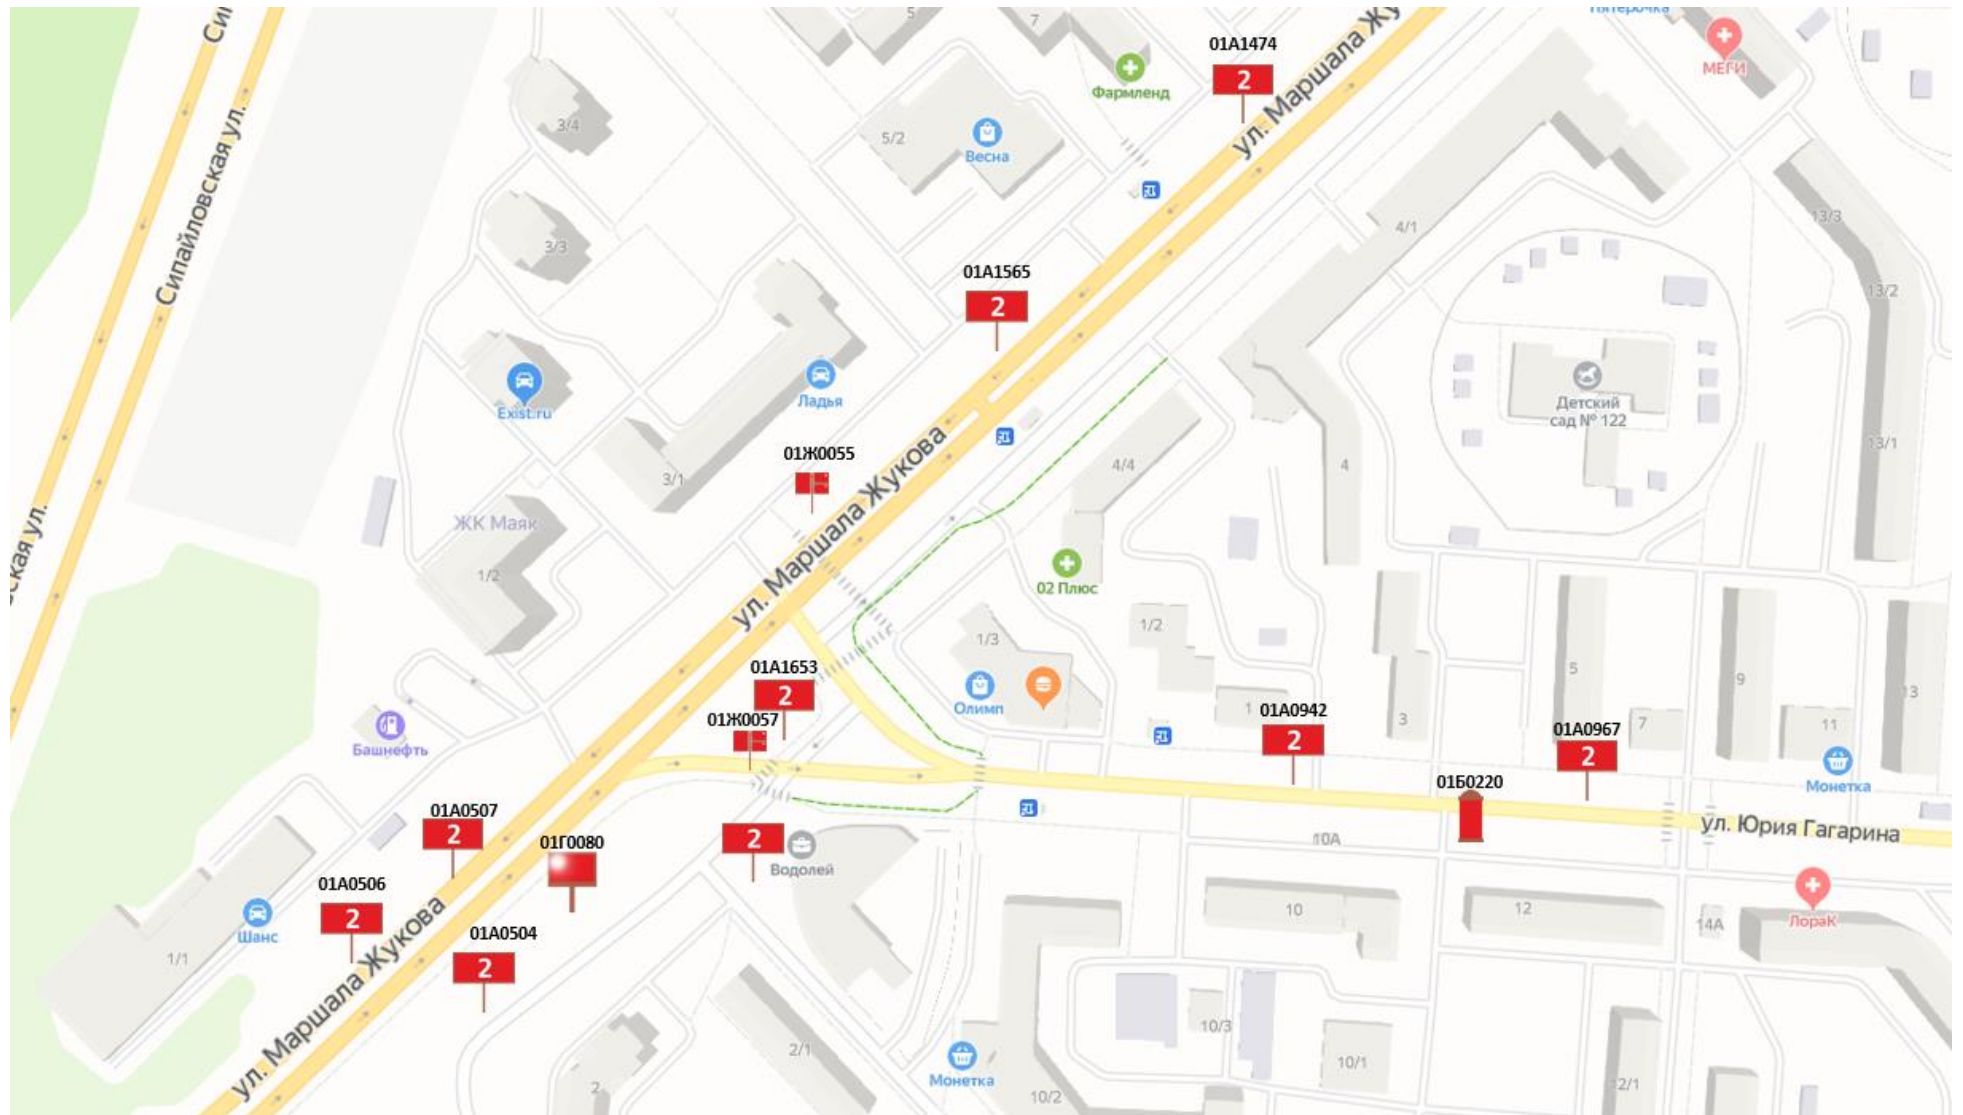 5
7
01А1474
2
ул. Маршала Жу
Пятерочка
МЕГИ
Фармленд
3/4
5/2
Весна
Сипайловская ул.
3/3
4/1
13/3
01А1565
2
13/2
Exist.ru
Ладья
Детский
сад № 122
ул. Маршала Жукова
13/1
01Ж0055
3/1
4/4
4
ЖК Маяк
1/2
02 Плюс
1/3
1/2
01А1653
2
5
9
13
Олимп
1
01А0942
2
3
01А0967
2
7
11
01Ж0057
Башнефть
Монетка
01Б0220
01А0507
2
01Г0080
2
Водолей
10А
ул. Юрия Гагарина
01А0506
2
Шанс
01А0504
2
10
12
14А
ЛораК
1/1
ул. Маршала Жукова
10/3
2/1
Монетка
10/1
2
10/2
12/1